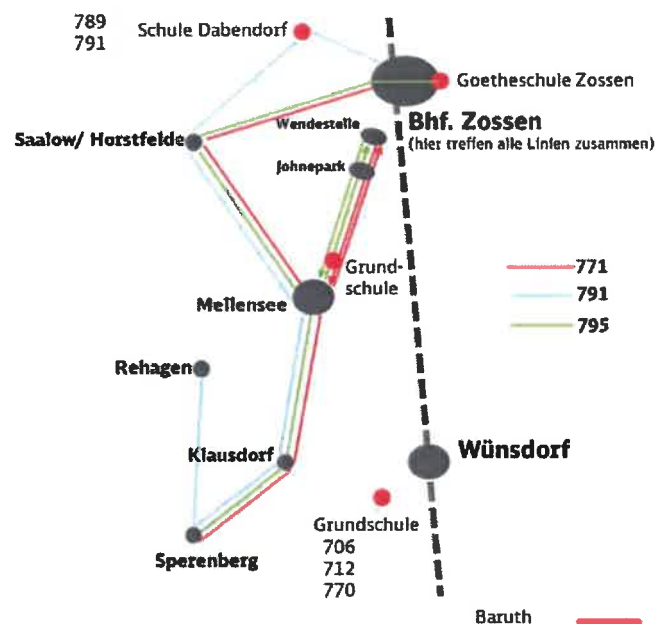 789
791
Schule Dabendorf
Goetheschule Zossen
Saalow/ Horstfelde
Wendestelle
Bhf. Zossen
(hier treffen alle Linien zusammen)
Johnepark
Grund-
schule
771
791
795
Mellensee
Rehagen
Klausdorf
Wünsdorf
Grundschule
706
712
770
Sperenberg
Baruth